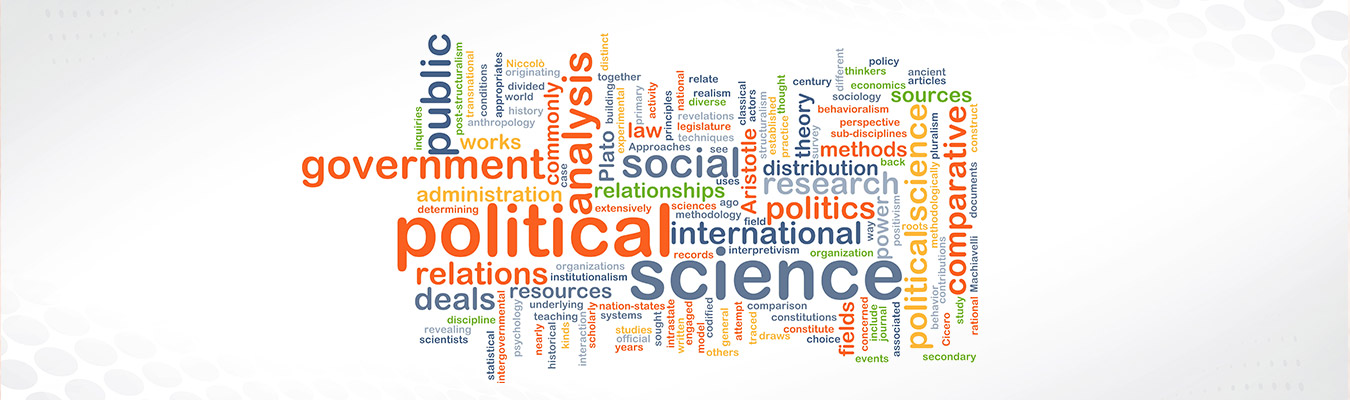 public
inquiries
post-structuralism
transnational
conditions
appropriates
Niccolò
originating
divided
world
history
anthropology
works
government
commonly
case
analysis
distinct
together
building
experimental
primary
activity
principles
national
relate
realism
diverse
revelations
legislature
techniques
law
Approaches
see
Plato
social
uses
classical
actors
structuralism
established
practice
thought
century
theory
survey
different
policy
thinkers
economics
sociology
behavioralism
perspective
sub-disciplines
ancient
articles
sources
methods
back
pluralism
construct
Aristotle
distribution
research
relationships
administration
determining
extensively
sciences
ago
methodology
field
politics
way
power
positivism
roots
methodologically
politicalscience
comparative
documents
political
international
records
interpretivism
organization
science
relations
organizations
institutionalism
deals
resources
contributions
Machiavelli
discipline
revealing
scientists
statistical
intergovernmental
psychology
underlying
teaching
nearly
historical
kinds
interaction
scholarly
nation-states
systems
studies
official
years
sought
intrastate
written
engaged
model
codified
others
general
attempt
traced
draws
comparison
constitutions
constitute
choice
fields
events
concerned
include
journal
associated
behavior
Cicero
study
rational
secondary